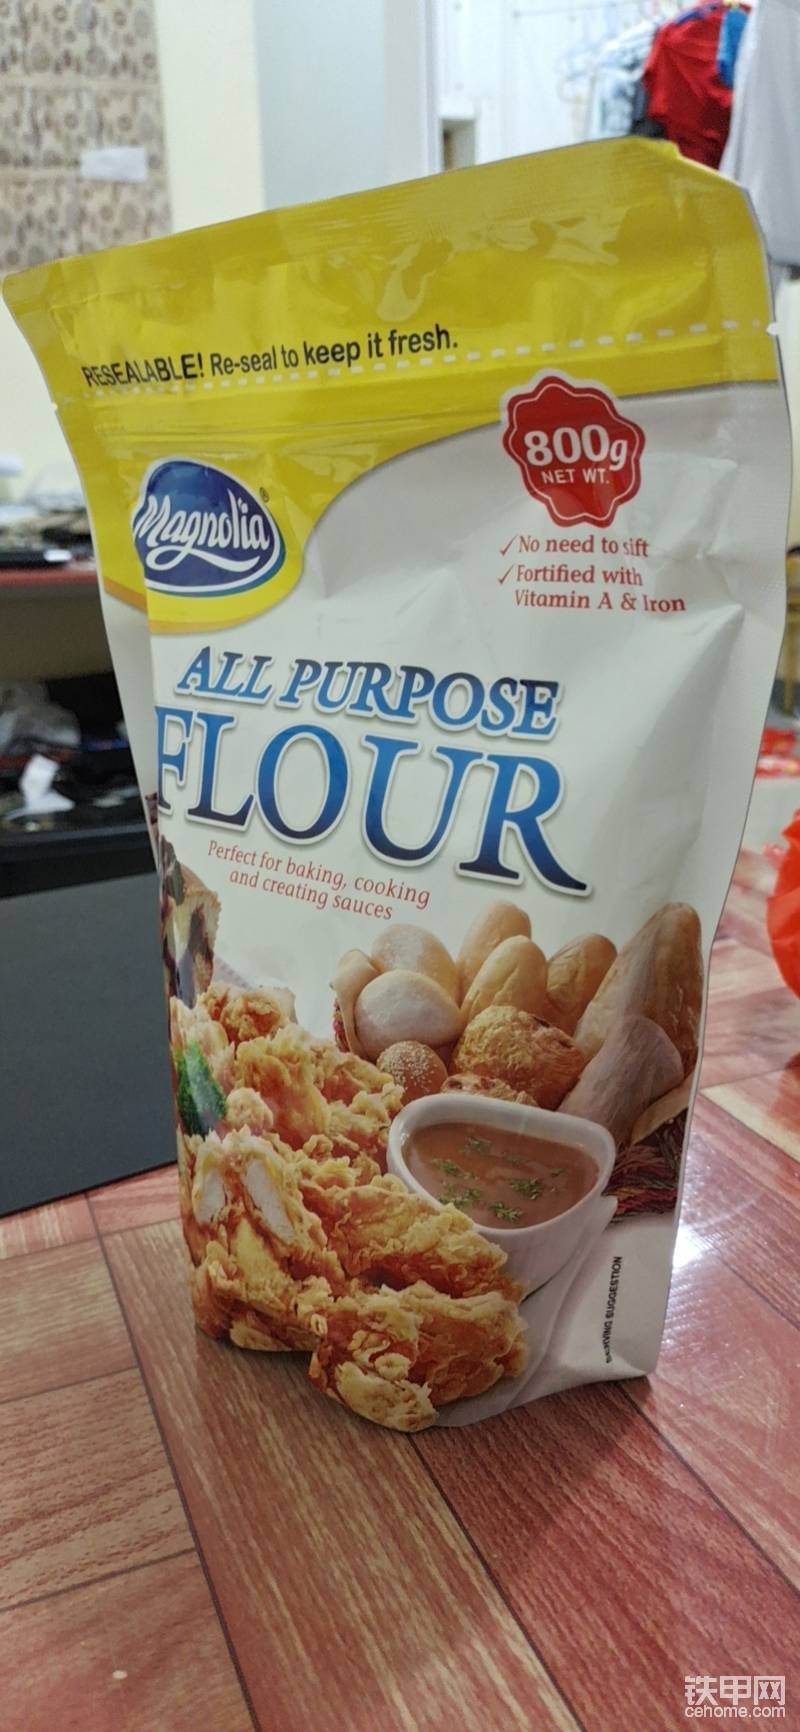 RESEALABLE! Re-seal to keep it fresh.
800g
NET WT.
Magnolia
®
✓No need to sift
✓Fortified with
Vitamin A & Iron
ALL PURPOSE
FLOUR
Perfect for baking, cooking
and creating sauces
SERVING SUGGESTION
铁甲网
cehome.com